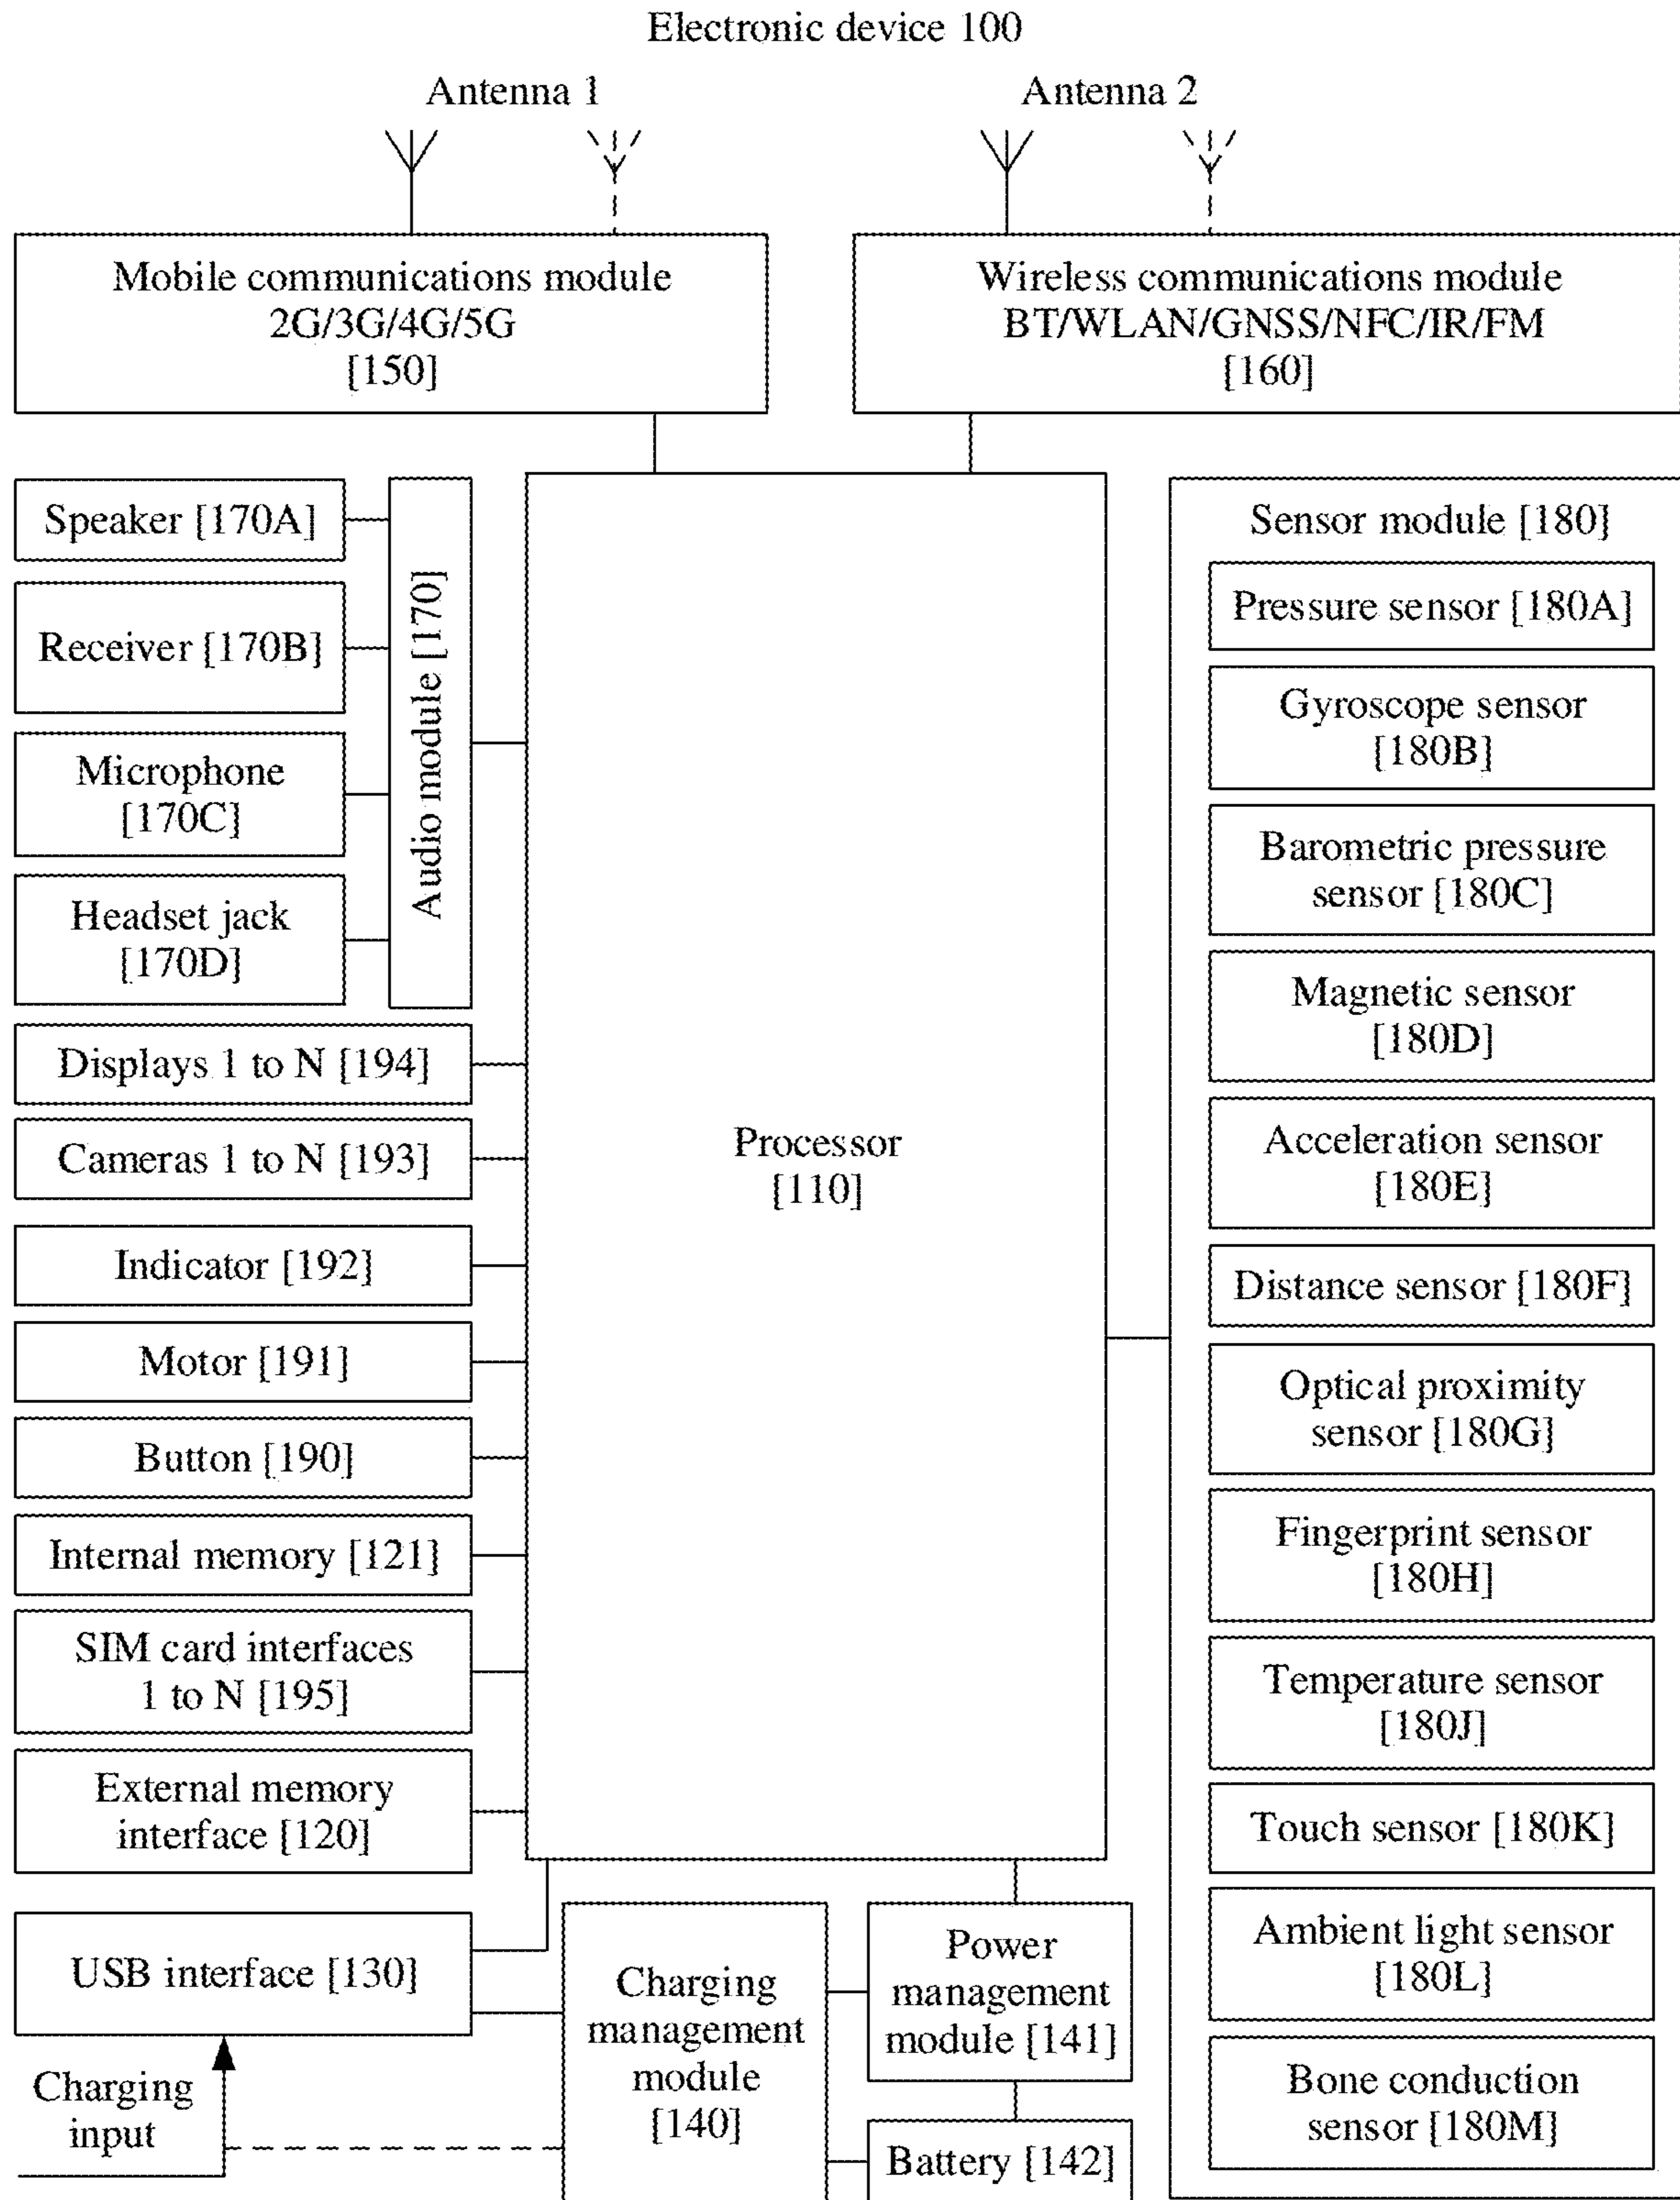 Electronic device 100
Antenna 1
Antenna 2
Mobile communications module
2G/3G/4G/5G
[150]
Wireless communications module
BT/WLAN/GNSS/NFC/IR/FM
[160]
Speaker [170A]
Receiver [170B]
Microphone
[170C]
Headset jack
[170D]
Audio module [170]
Displays 1 to N [194]
Cameras 1 to N [193]
Indicator [192]
Motor [191]
Button [190]
Internal memory [121]
SIM card interfaces
1 to N [195]
External memory
interface [120]
USB interface [130]
Charging
input
Processor
[110]
Charging
management
module
[140]
Power
management
module [141]
Battery [142]
Sensor module [180]
Pressure sensor [180A]
Gyroscope sensor
[180B]
Barometric pressure
sensor [180C]
Magnetic sensor
[180D]
Acceleration sensor
[180E]
Distance sensor [180F]
Optical proximity
sensor [180G]
Fingerprint sensor
[180H]
Temperature sensor
[180J]
Touch sensor [180K]
Ambient light sensor
[180L]
Bone conduction
sensor [180M]